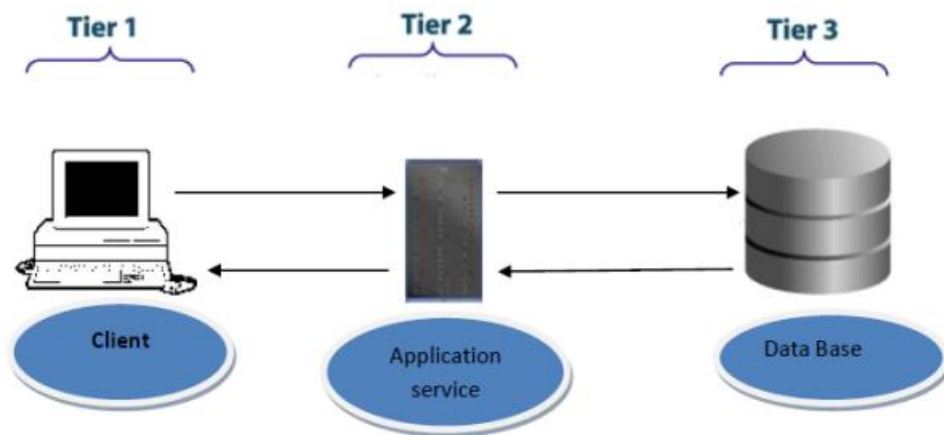 Tier 1
Tier 2
Tier 3
Client
Application
service
Data Base